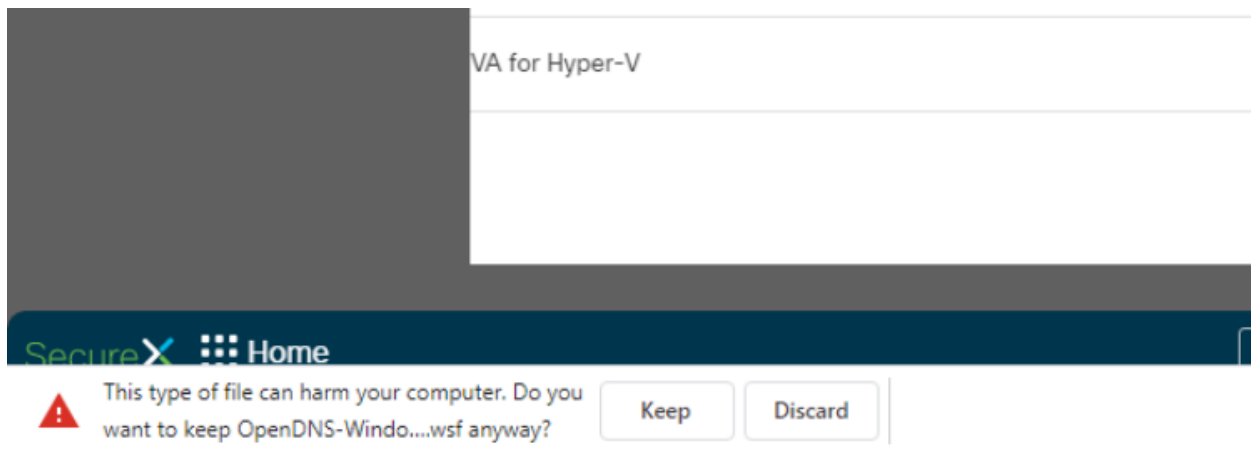 VA for Hyper-V
SecureX Home
This type of file can harm your computer. Do you
want to keep OpenDNS-Windo....wsf anyway?
Keep
Discard